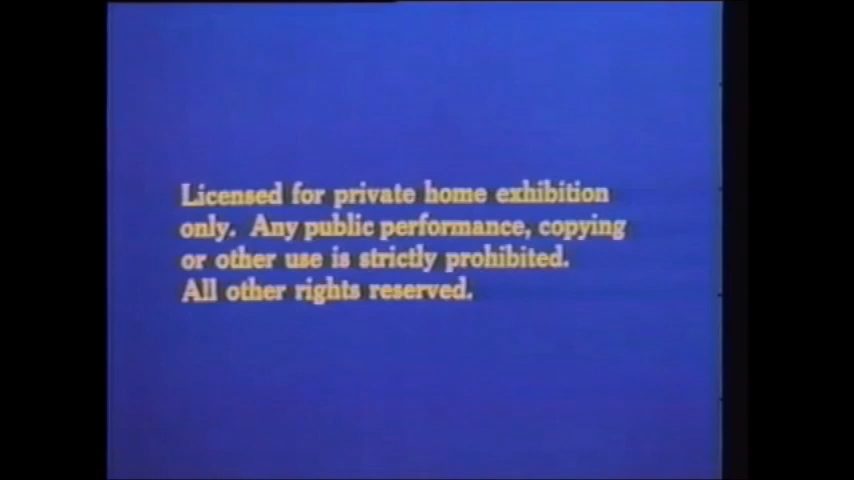 Licensed for private home exhibition
only. Any public performance, copying
or other use is strictly prohibited.
All other rights reserved.